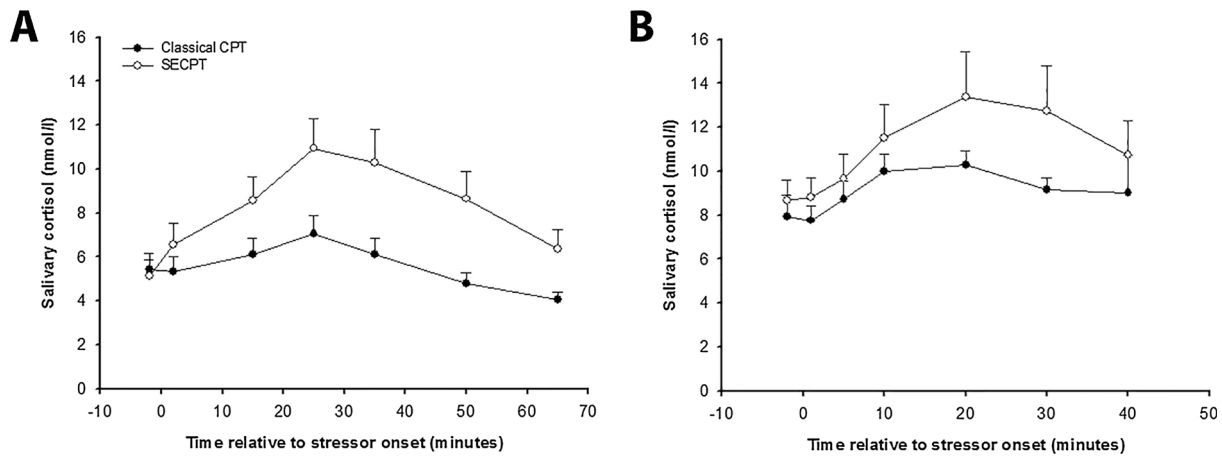 A
Classical CPT
SECPT
Salivary cortisol (nmol/l)
16
14
12
10
8
6
4
2
0
-10 0 10 20 30 40 50 60 70
Time relative to stressor onset (minutes)
B
Salivary cortisol (nmol/l)
16
14
12
10
8
6
4
2
0
-10 0 10 20 30 40 50
Time relative to stressor onset (minutes)